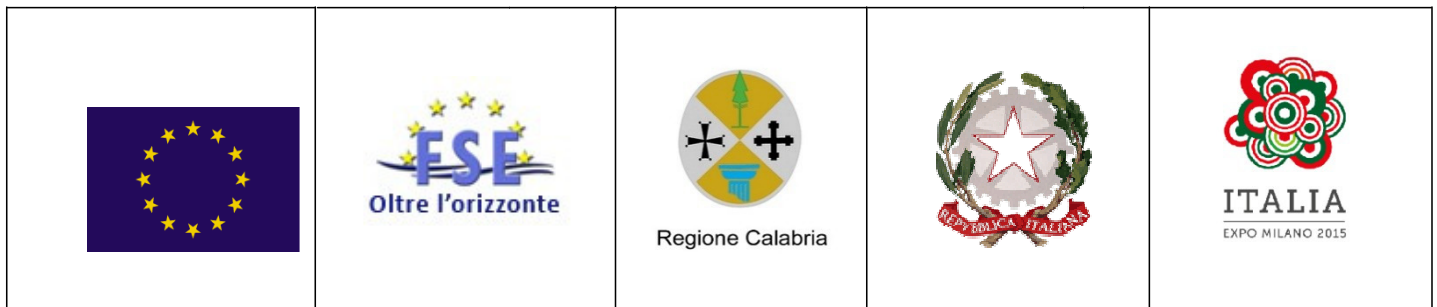 FSE
Oltre l'orizzonte
Regione Calabria
REPVBBLICA ITALIANA
ITALIA
EXPO MILANO 2015